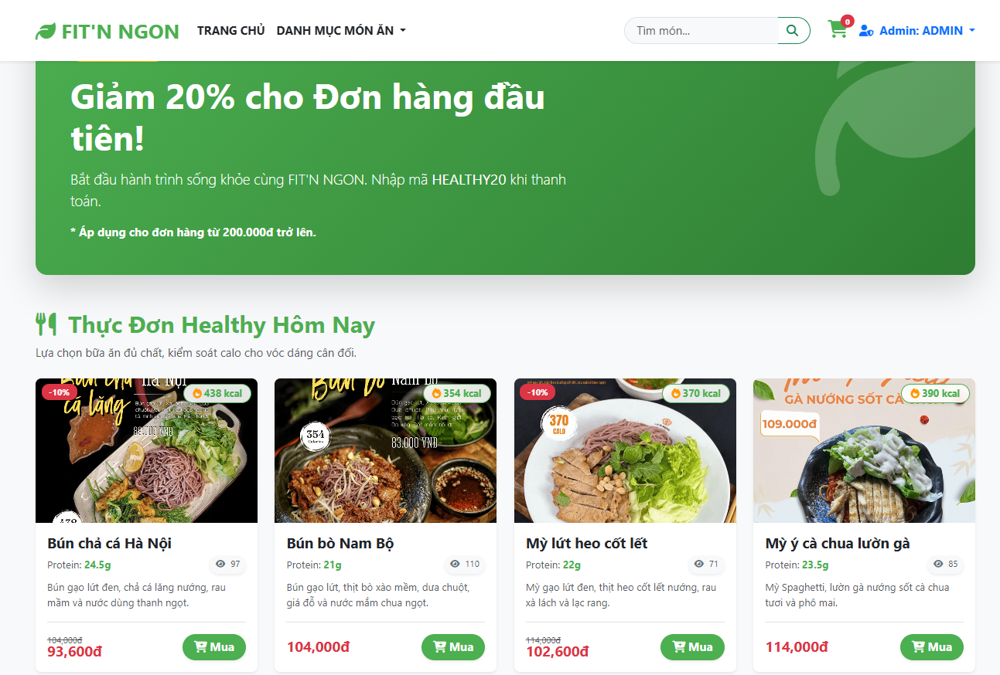 FIT'N NGON
TRANG CHỦ
DANH MỤC MÓN ĂN
Tìm món...
0
Admin: ADMIN
Giảm 20% cho Đơn hàng đầu
tiên!
Bắt đầu hành trình sống khỏe cùng FIT'N NGON. Nhập mã HEALTHY20 khi thanh
toán.
* Áp dụng cho đơn hàng từ 200.000đ trở lên.
Thực Đơn Healthy Hôm Nay
Lựa chọn bữa ăn đủ chất, kiểm soát calo cho vóc dáng cân đối.
-10%
438 kcal
Bún chả Hà Nội
cá lăng
Bún chả cá Hà Nội
Protein: 24.5g
97
Bún gạo lứt đen, chả cá lăng nướng, rau
mầm và nước dùng thanh ngọt.
104,000đ
93,600đ
Mua
354 kcal
Bún bò Nam Bộ
354
Calories
83.000 VND
Bún bò Nam Bộ
Protein: 21g
110
Bún gạo lứt, thịt bò xào mềm, dưa chuột,
giá đỗ và nước mắm chua ngọt.
104,000đ
Mua
-10%
370 kcal
370
CALO
Mỳ lứt heo cốt lết
Protein: 22g
71
Mỳ gạo lứt đen, thịt heo cốt lết nướng, rau
xà lách và lạc rang.
114,000đ
102,600đ
Mua
390 kcal
GÀ NƯỚNG SỐT CÀ
109.000đ
Mỳ ý cà chua lườn gà
Protein: 23.5g
85
Mỳ Spaghetti, lườn gà nướng sốt cà chua
tươi và phô mai.
114,000đ
Mua